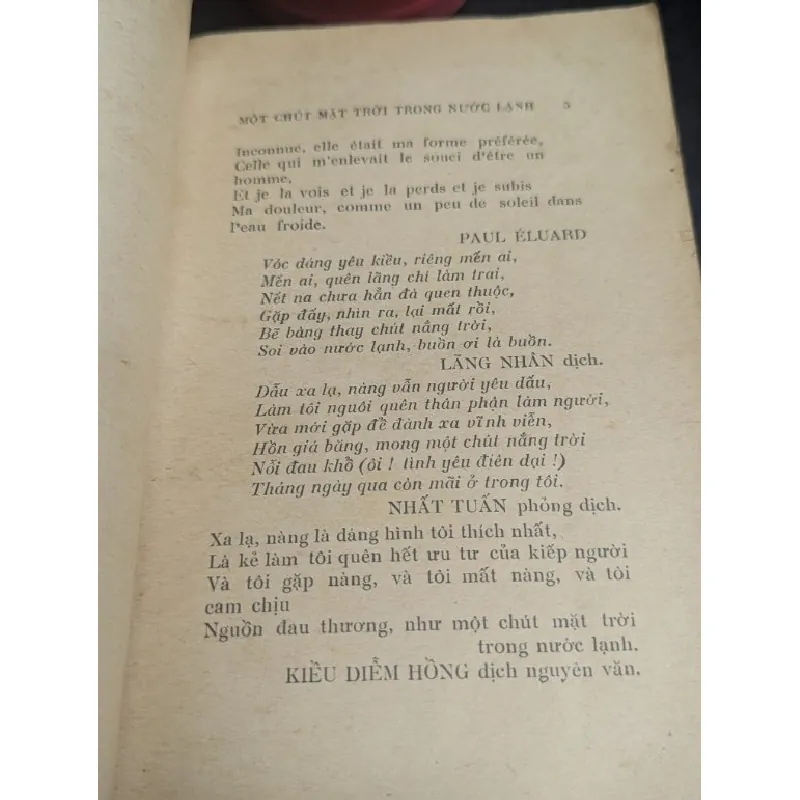 MỘT CHÚT MẶT TRỜI TRONG NƯỚC LẠNH 5
Inconnue, elle était ma forme préférée,
Celle qui m'enlevait le souci d'être un
homme,
Et je la vois et je la perds et je subis
Ma douleur, comme un peu de soleil dans
l'eau froide.
PAUL ÉLUARD
Vóc dáng yêu kiều, riêng mến ai,
Mến ai, quên lãng chí làm trai,
Nết na chưa hẳn đà quen thuộc,
Gặp đấy, nhìn ra, lại mất rồi,
Bẽ bàng thay chút nắng trời,
Soi vào nước lạnh, buồn ơi là buồn.
LÃNG NHÂN dịch.
Dẫu xa lạ, nàng vẫn người yêu dấu,
Làm tôi nguôi quên thân phận làm người,
Vừa mới gặp để đành xa vĩnh viễn,
Hồn giá băng, mong một chút nắng trời
Nỗi đau khổ (ôi ! tình yêu điên dại !)
Tháng ngày qua còn mãi ở trong tôi.
NHẤT TUẤN phỏng dịch.
Xa lạ, nàng là dáng hình tôi thích nhất,
Là kẻ làm tôi quên hết ưu tư của kiếp người
Và tôi gặp nàng, và tôi mất nàng, và tôi
cam chịu
Nguồn đau thương, như một chút mặt trời
trong nước lạnh.
KIỀU DIỄM HỒNG dịch nguyên văn.